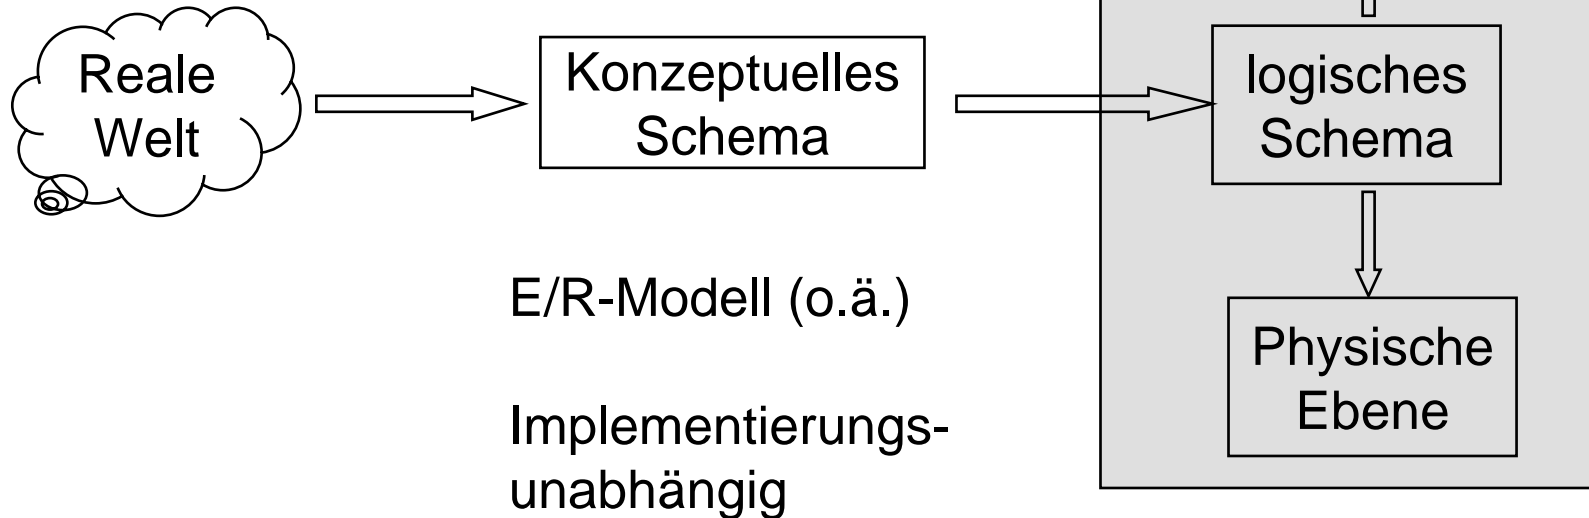 Reale
Welt
Konzeptuelles
Schema
logisches
Schema
E/R-Modell (o.ä.)
Implementierungs-
unabhängig
Physische
Ebene